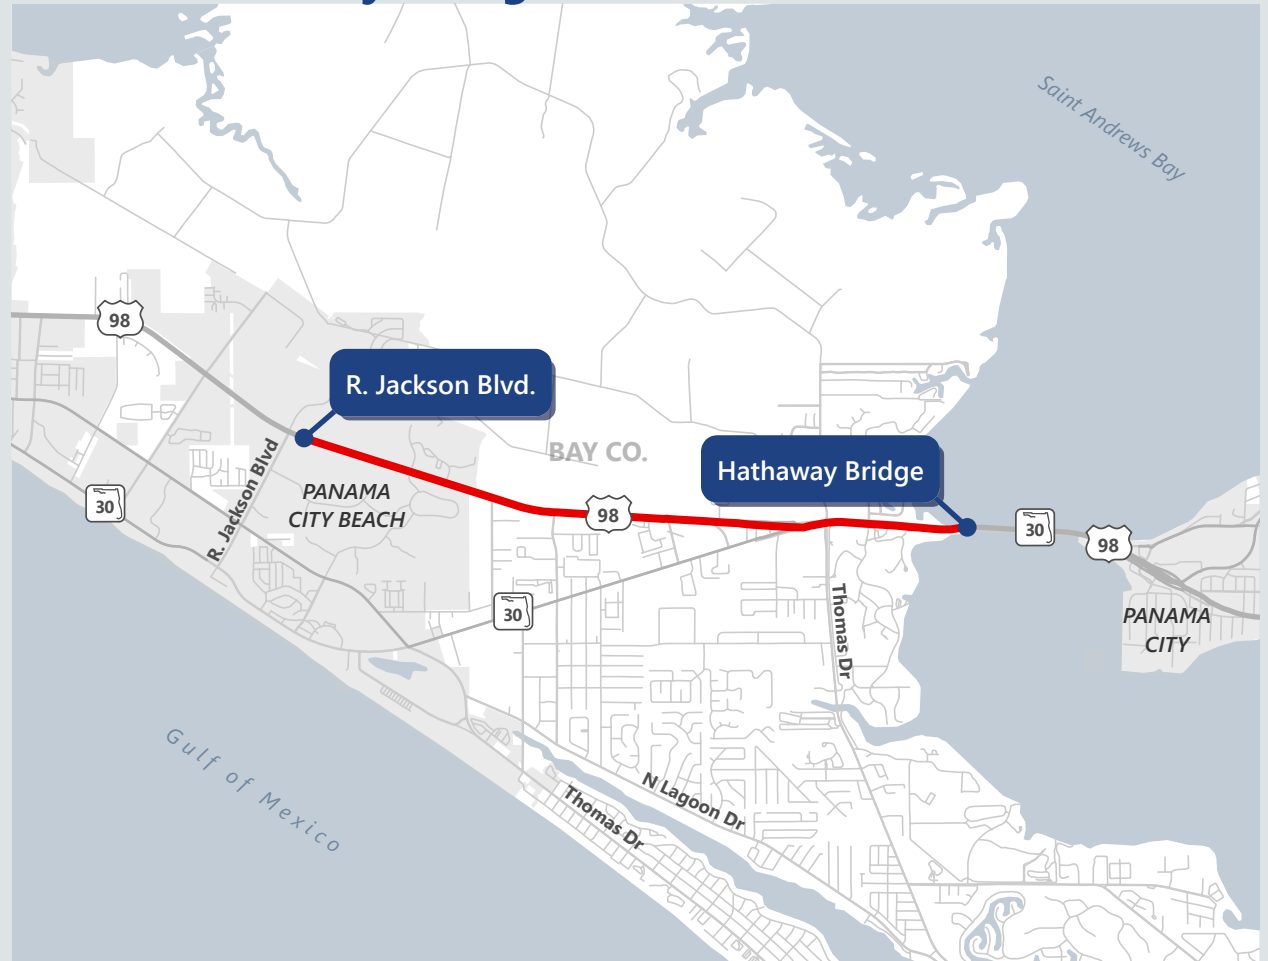 Saint Andrews Bay
98
R. Jackson Blvd.
BAY CO.
Hathaway Bridge
R. Jackson Blvd
PANAMA
CITY BEACH
30
98
30
98
30
Thomas Dr
PANAMA
CITY
Gulf of Mexico
N Lagoon Dr
Thomas Dr